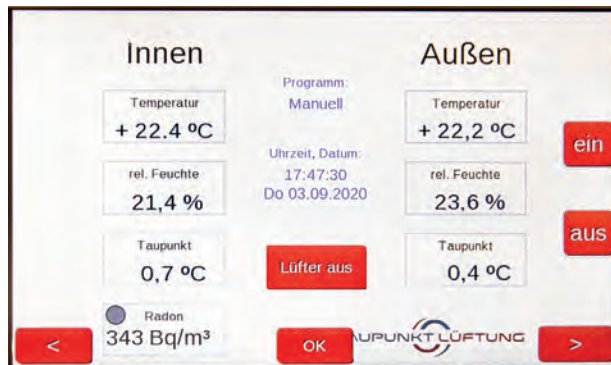 Innen
Außen
Programm:
Manuell
Temperatur
+ 22.4 ºC
Temperatur
+ 22,2 ºC
ein
Uhrzeit, Datum:
17:47:30
Do 03.09.2020
rel. Feuchte
21,4 %
rel. Feuchte
23,6 %
aus
Taupunkt
0,7 ºC
Lüfter aus
Taupunkt
0,4 ºC
Radon
343 Bq/m³
<
OK
AUPUNKT LÜFTUNG
>